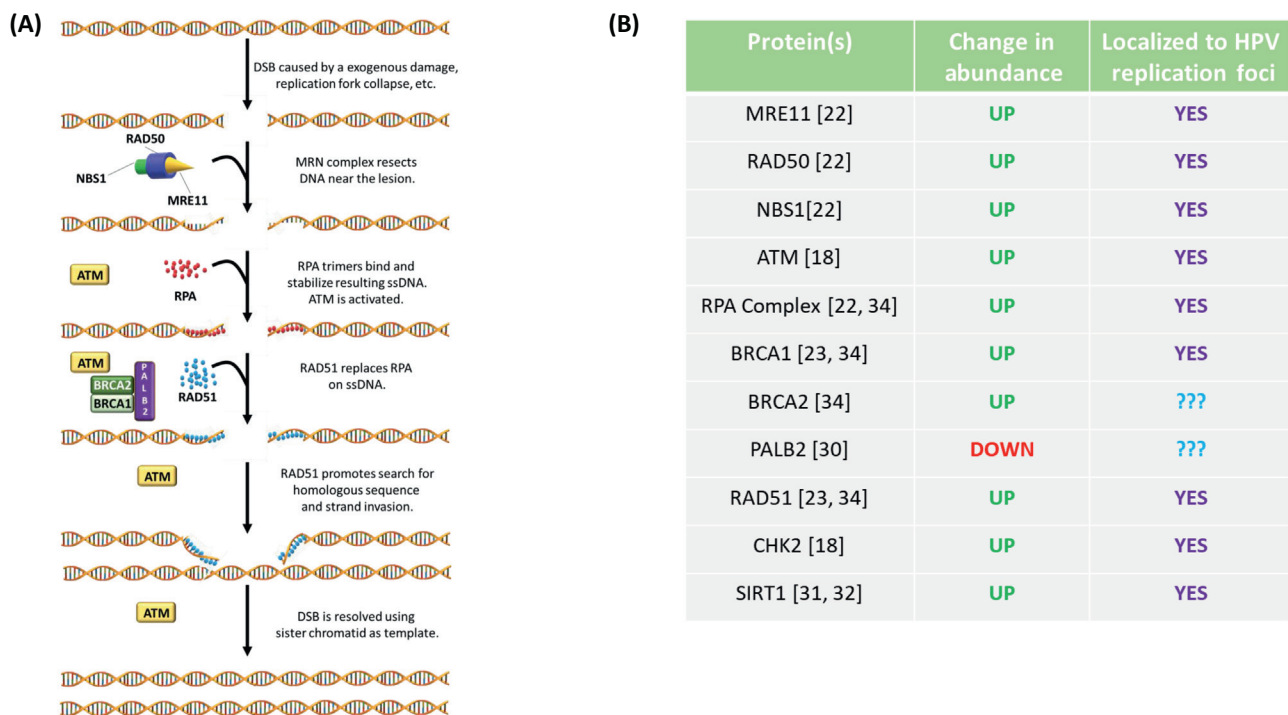 (A)
DSB caused by a exogenous damage,
replication fork collapse, etc.
RAD50
NBS1
MRE11
MRN complex resects
DNA near the lesion.
ATM
RPA
RPA trimers bind and
stabilize resulting ssDNA.
ATM is activated.
ATM
BRCA2
BRCA1
PALB2
RAD51
RAD51 replaces RPA
on ssDNA.
ATM
RAD51 promotes search for
homologous sequence
and strand invasion.
ATM
DSB is resolved using
sister chromatid as template.
(B)
Protein(s) Change in abundance Localized to HPV replication foci
MRE11 [22] UP YES
RAD50 [22] UP YES
NBS1[22] UP YES
ATM [18] UP YES
RPA Complex [22, 34] UP YES
BRCA1 [23, 34] UP YES
BRCA2 [34] UP ???
PALB2 [30] DOWN ???
RAD51 [23, 34] UP YES
CHK2 [18] UP YES
SIRT1 [31, 32] UP YES